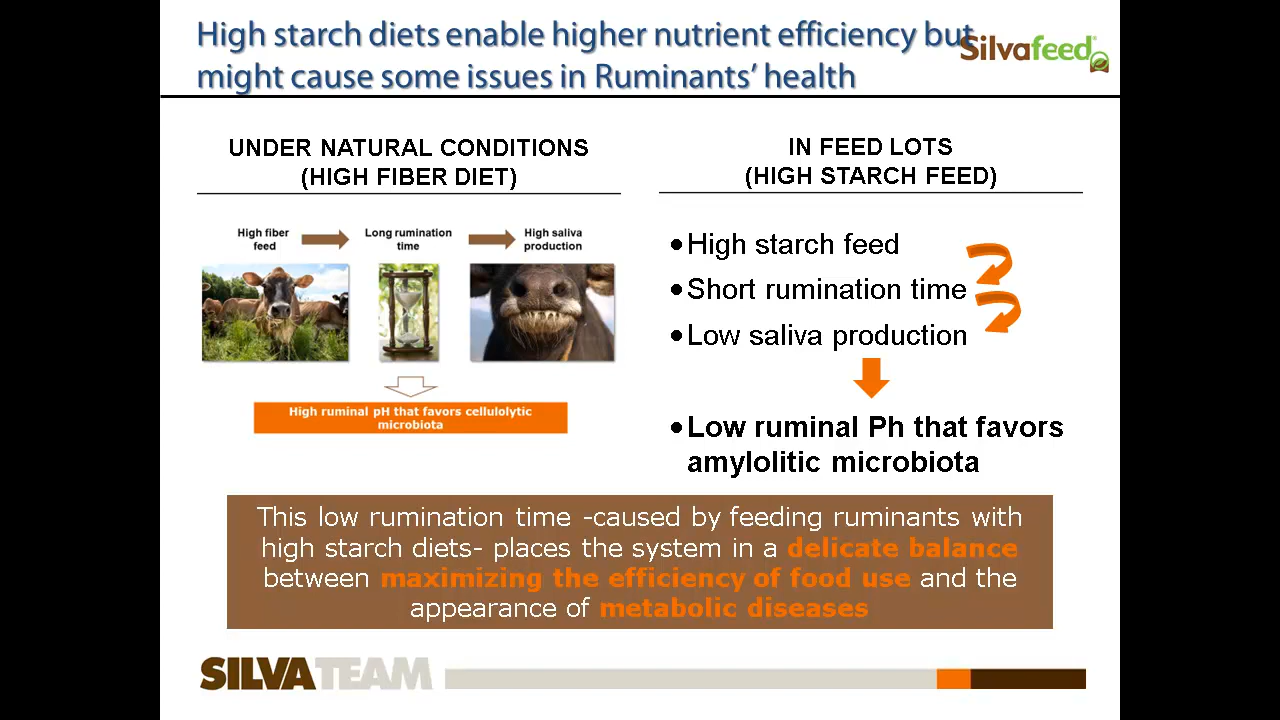 High starch diets enable higher nutrient efficiency but
might cause some issues in Ruminants’ health
Silvafeed®
UNDER NATURAL CONDITIONS
(HIGH FIBER DIET)
High fiber
feed
Long rumination
time
High saliva
production
High ruminal pH that favors cellulolytic
microbiota
IN FEED LOTS
(HIGH STARCH FEED)
•High starch feed
•Short rumination time
•Low saliva production
•Low ruminal Ph that favors
amylolitic microbiota
This low rumination time -caused by feeding ruminants with
high starch diets- places the system in a delicate balance
between maximizing the efficiency of food use and the
appearance of metabolic diseases
SILVATEAM